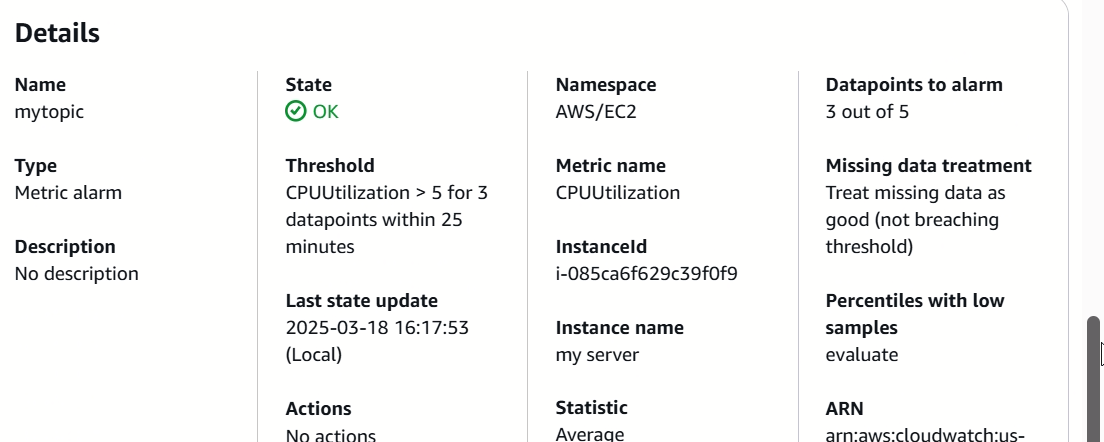 Details
Name
mytopic
Type
Metric alarm
Description
No description
State
OK
Threshold
CPUUtilization > 5 for 3
datapoints within 25
minutes
Last state update
2025-03-18 16:17:53
(Local)
Actions
No actions
Namespace
AWS/EC2
Metric name
CPUUtilization
InstanceId
i-085ca6f629c39f0f9
Instance name
my server
Statistic
Average
Datapoints to alarm
3 out of 5
Missing data treatment
Treat missing data as
good (not breaching
threshold)
Percentiles with low
samples
evaluate
ARN
arn:aws:cloudwatch:us-